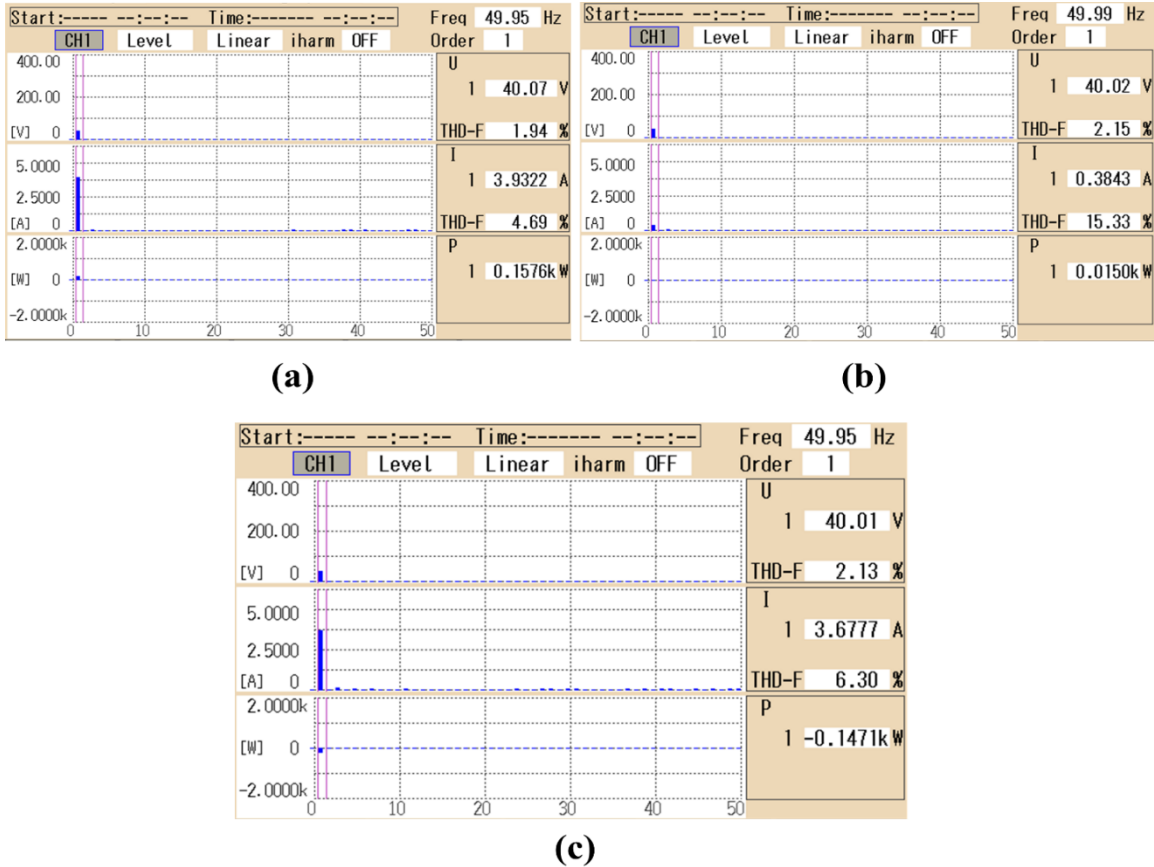 Start:----- --:--:-- Time:------- --:--:-- Freq 49.95 Hz
CH1 Level Linear iharm OFF Order 1
400.00
200.00
[V] 0
U
1 40.07 V
THD-F 1.94 %
5.0000
2.5000
[A] 0
I
1 3.9322 A
THD-F 4.69 %
2.0000k
[W] 0
-2.0000k
P
1 0.1576k W
0 10 20 30 40 50
(a)
Start:----- --:--:-- Time:------- --:--:-- Freq 49.99 Hz
CH1 Level Linear iharm OFF Order 1
400.00
200.00
[V] 0
U
1 40.02 V
THD-F 2.15 %
5.0000
2.5000
[A] 0
I
1 0.3843 A
THD-F 15.33 %
2.0000k
[W] 0
-2.0000k
P
1 0.0150k W
0 10 20 30 40 50
(b)
Start:----- --:--:-- Time:------- --:--:-- Freq 49.95 Hz
CH1 Level Linear iharm OFF Order 1
400.00
200.00
[V] 0
U
1 40.01 V
THD-F 2.13 %
5.0000
2.5000
[A] 0
I
1 3.6777 A
THD-F 6.30 %
2.0000k
[W] 0
-2.0000k
P
1 -0.1471k W
0 10 20 30 40 50
(c)